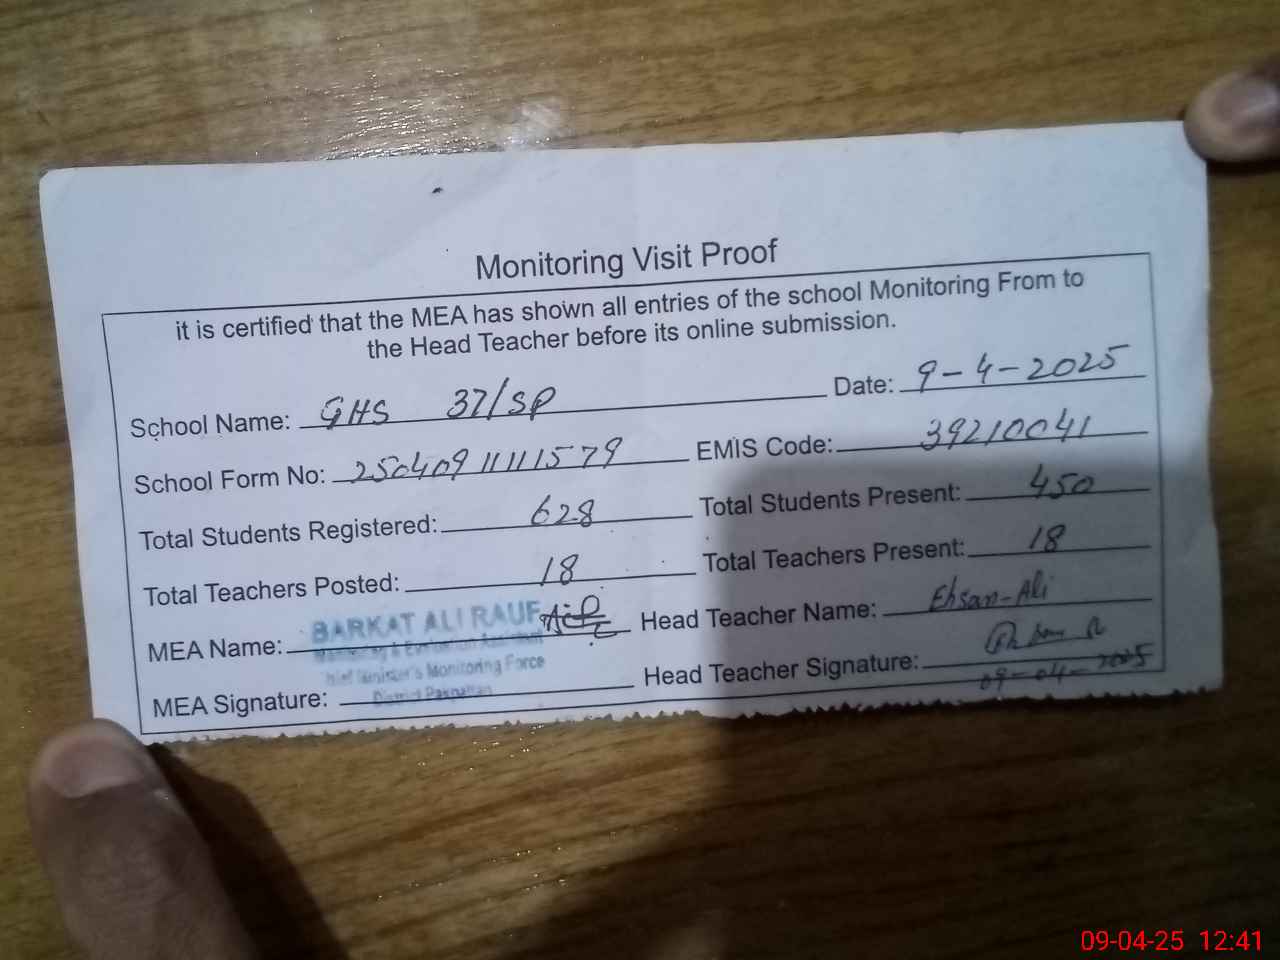 Monitoring Visit Proof
it is certified that the MEA has shown all entries of the school Monitoring From to
the Head Teacher before its online submission.
School Name: GHS 37/SP Date: 9-4-2025
School Form No: 25040911111579 EMIS Code: 39210041
Total Students Registered: 628 Total Students Present: 450
Total Teachers Posted: 18 Total Teachers Present: 18
MEA Name: BARKAT ALI RAUF Head Teacher Name: Ehsan-Ali
Monitoring & Evaluation Assistant
Chief Minister's Monitoring Force
District Pakpattan
MEA Signature: Head Teacher Signature:
09-04-2025
09-04-25 12:41